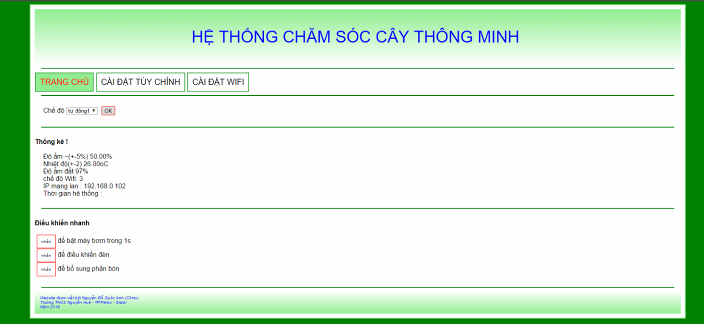 HỆ THỐNG CHĂM SÓC CÂY THÔNG MINH
TRANG CHỦ CÀI ĐẶT TÙY CHỈNH CÀI ĐẶT WIFI
Chế độ tự động1 OK
Thống kê !
Độ ẩm ~(+-5%) 50.00%
Nhiệt độ(+-2) 26.00oC
Độ ẩm đất 97%
chế độ Wifi: 3
IP mạng lan : 192.168.0.102
Thời gian hệ thống :
Điều khiển nhanh
nhấn để bật máy bơm trong 1s
nhấn để điều khiển đèn
nhấn để bổ sung phân bón
Website được viết bởi Nguyễn Đỗ Quốc Anh
Trường THCS Nguyễn Huệ - TP.Pleiku - Gialai
Năm 2018